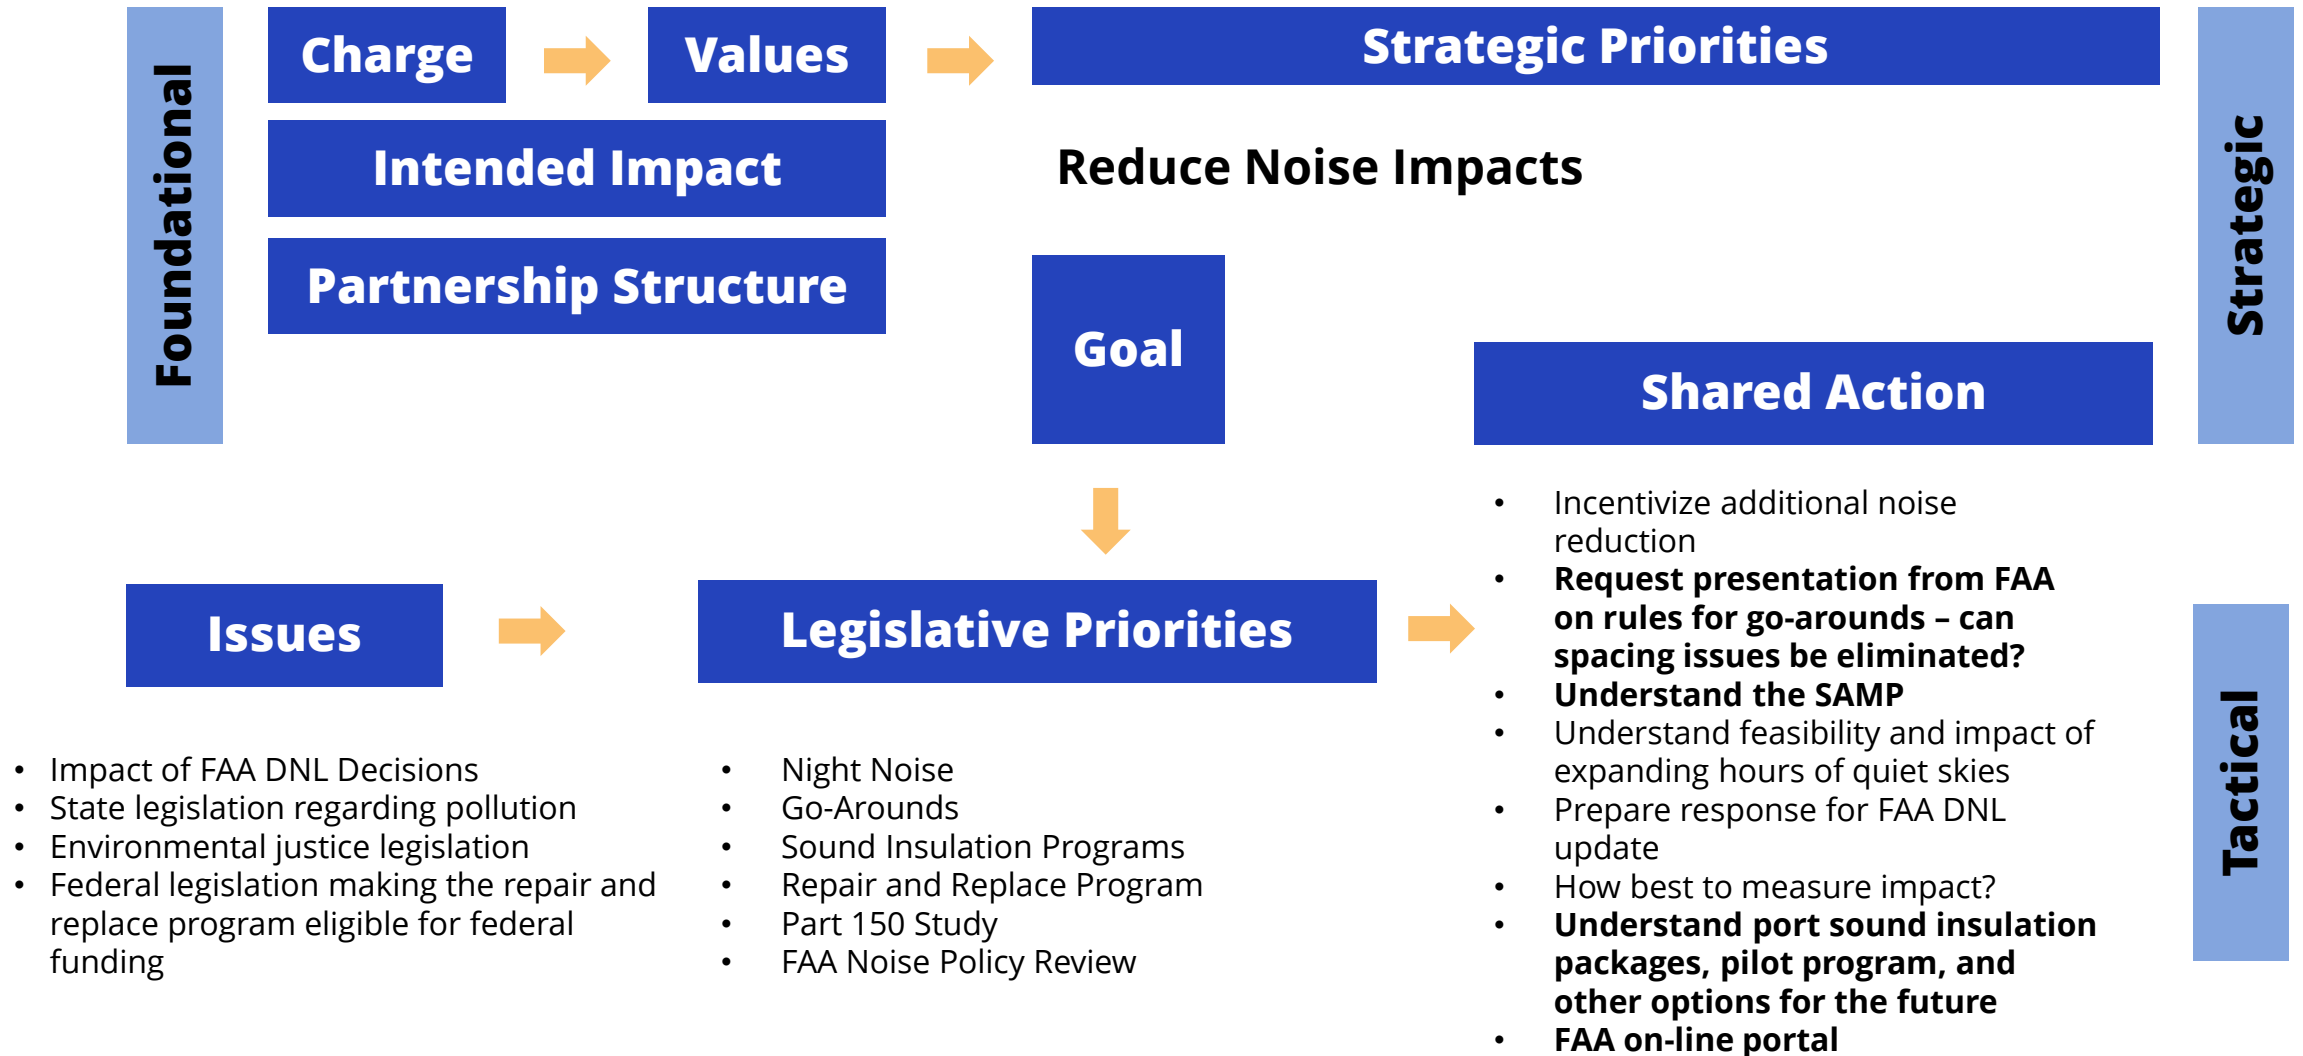 Foundational
Charge
Values
Strategic Priorities
Strategic
Intended Impact
Reduce Noise Impacts
Partnership Structure
Goal
Shared Action
Issues
Legislative Priorities
Tactical
• Impact of FAA DNL Decisions
• State legislation regarding pollution
• Environmental justice legislation
• Federal legislation making the repair and
replace program eligible for federal
funding
• Night Noise
• Go-Arounds
• Sound Insulation Programs
• Repair and Replace Program
• Part 150 Study
• FAA Noise Policy Review
• Incentivize additional noise
reduction
• Request presentation from FAA
on rules for go-arounds – can
spacing issues be eliminated?
• Understand the SAMP
• Understand feasibility and impact of
expanding hours of quiet skies
• Prepare response for FAA DNL
update
• How best to measure impact?
• Understand port sound insulation
packages, pilot program, and
other options for the future
• FAA on-line portal